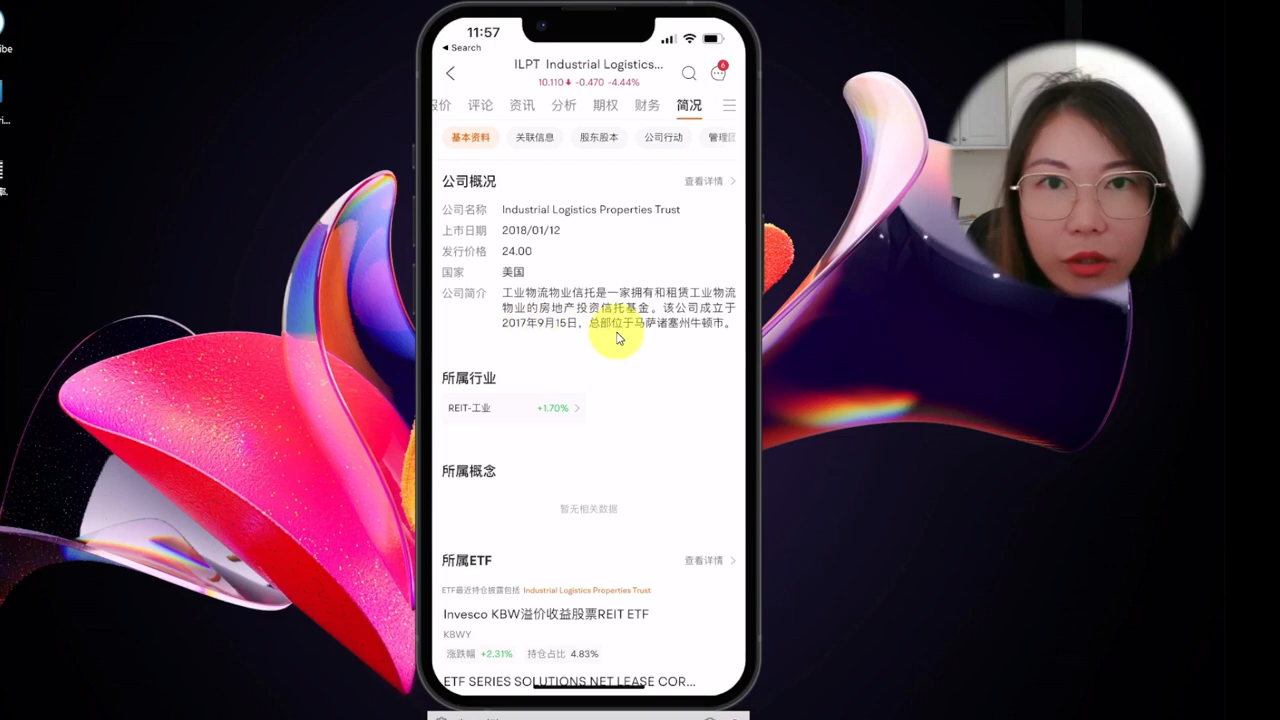 11:57
Search
ILPT Industrial Logistics...
10.110 -0.470 -4.44%
6
报价 评论 资讯 分析 期权 财务 简况
基本资料 关联信息 股东股本 公司行动 管理
公司概况 查看详情
公司名称 Industrial Logistics Properties Trust
上市日期 2018/01/12
发行价格 24.00
国家 美国
公司简介 工业物流物业信托是一家拥有和租赁工业物流
物业的房地产投资信托基金。该公司成立于
2017年9月15日，总部位于马萨诸塞州牛顿市。
所属行业
REIT-工业 +1.70%
所属概念
暂无相关数据
所属ETF 查看详情
ETF最近持仓披露包括 Industrial Logistics Properties Trust
Invesco KBW溢价收益股票REIT ETF
KBWY
涨跌幅 +2.31% 持仓占比 4.83%
ETF SERIES SOLUTIONS NET LEASE COR...